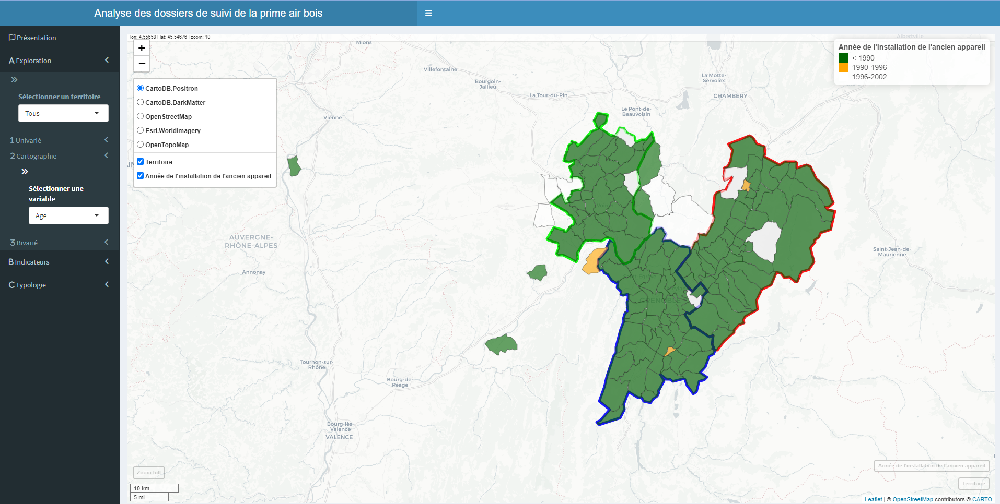 Analyse des dossiers de suivi de la prime air bois
Présentation
A Exploration
Sélectionner un territoire
Tous
1 Univarié
2 Cartographie
Sélectionner une
variable
Age
3 Bivarié
B Indicateurs
C Typologie
lon: 4.55658 | lat: 45.54676 | zoom: 10
+
−
CartoDB.Positron
CartoDB.DarkMatter
OpenStreetMap
Esri.WorldImagery
OpenTopoMap
Territoire
Année de l'installation de l'ancien appareil
Année de l'installation de l'ancien appareil
< 1990
1990-1996
1996-2002
Albertville
Mions
Villefontaine
Bourgoin-
Jallieu
La Tour-du-Pin
La Motte-
Servolex
CHAMBÉRY
Le Pont-de-
Beauvoisin
Vienne
AUVERGNE-
RHÔNE-ALPES
Annonay
Saint-Jean-de-
Maurienne
GRENOBLE
Tournon-sur-
Rhône
Bourg-de-
Péage
Bourg-lès-
Valence
VALENCE
Zoom full
10 km
5 mi
Année de l'installation de l'ancien appareil
Territoire
Leaflet | © OpenStreetMap contributors © CARTO